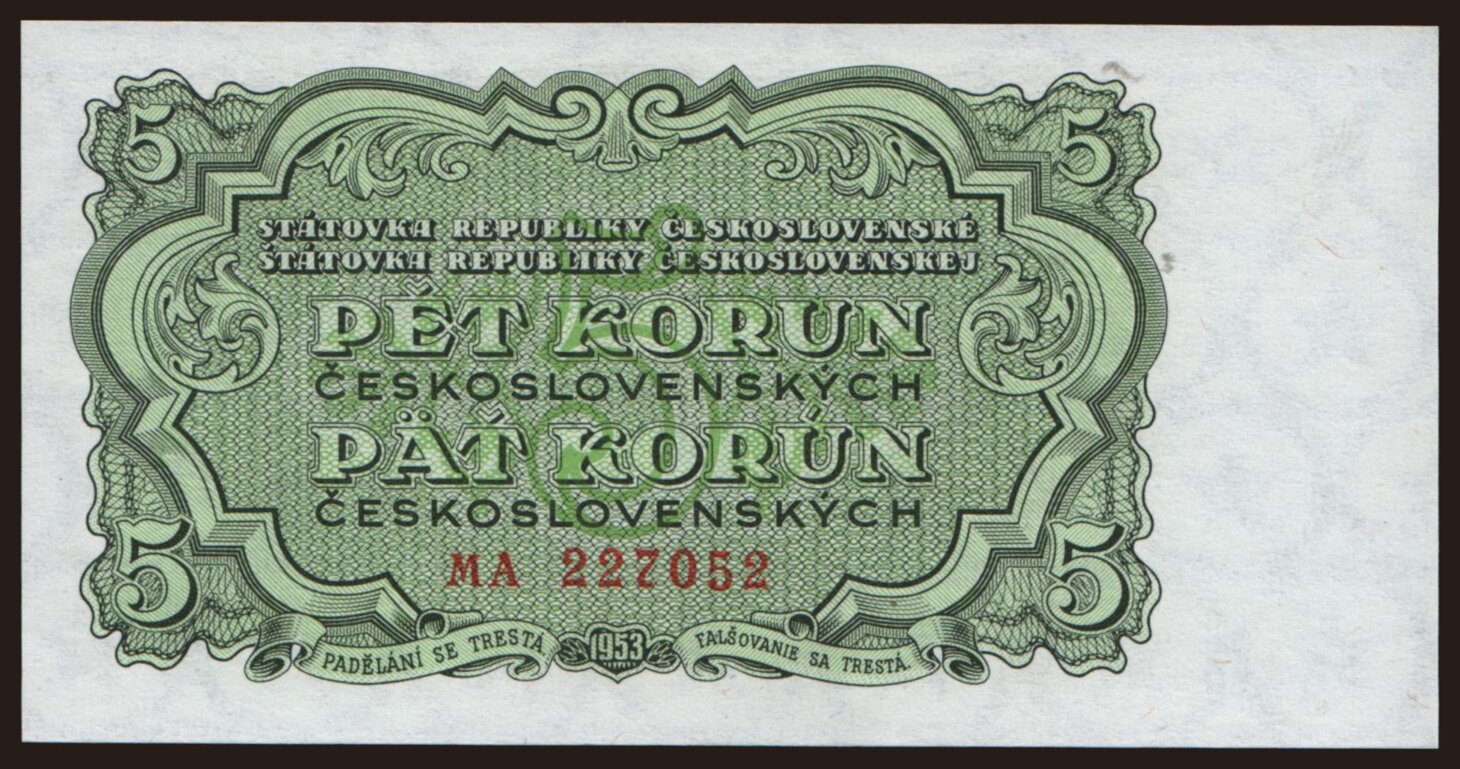 5 5
STÁTOVKA REPUBLIKY ČESKOSLOVENSKÉ
ŠTÁTOVKA REPUBLIKY ČESKOSLOVENSKEJ
PĚT KORUN
ČESKOSLOVENSKÝCH
PÄŤ KORÚN
ČESKOSLOVENSKÝCH
MA 227052
5 5
PADĚLÁNÍ SE TRESTÁ. 1953 FALŠOVANIE SA TRESTÁ.